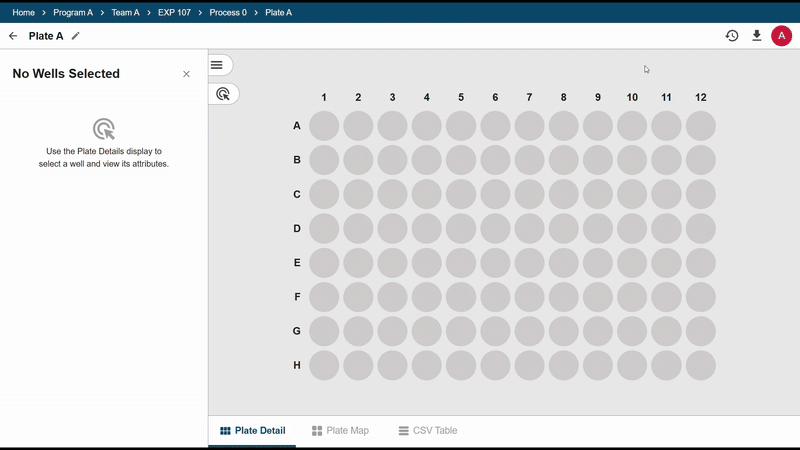 Home > Program A > Team A > EXP 107 > Process 0 > Plate A
Plate A
A
No Wells Selected
Use the Plate Details display to
select a well and view its attributes.
1 2 3 4 5 6 7 8 9 10 11 12
A
B
C
D
E
F
G
H
Plate Detail Plate Map CSV Table